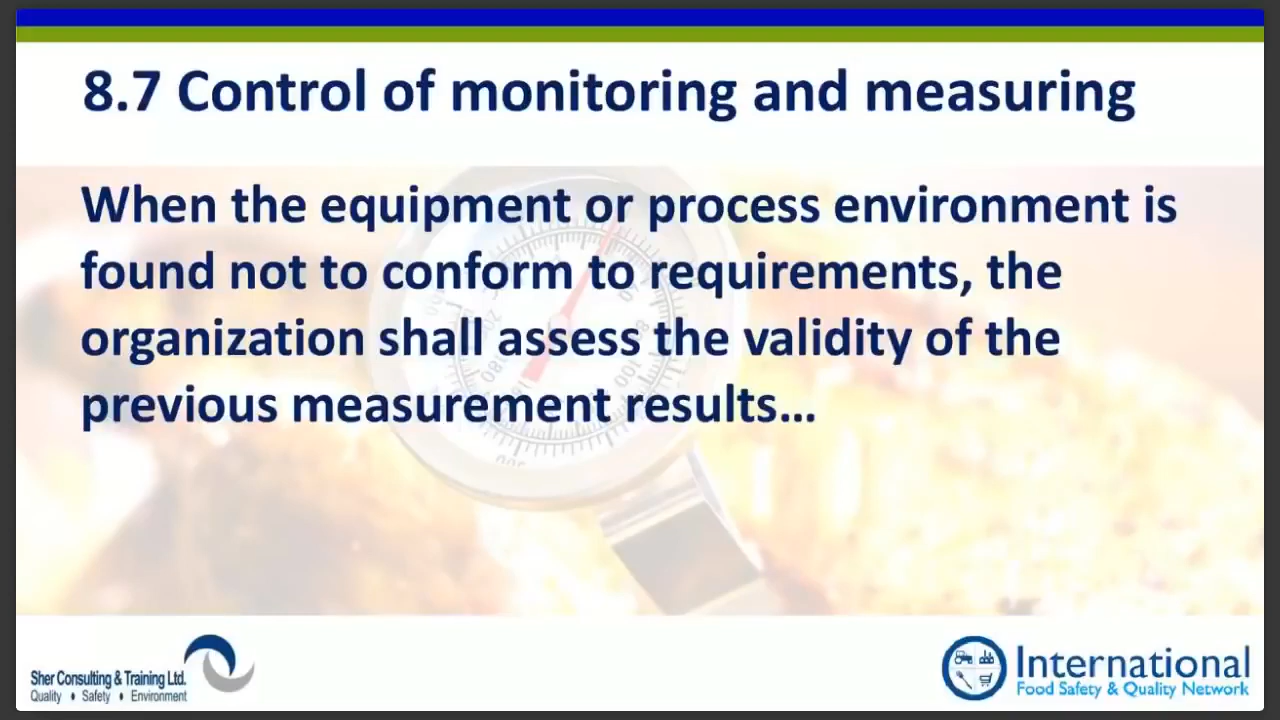 8.7 Control of monitoring and measuring
When the equipment or process environment is
found not to conform to requirements, the
organization shall assess the validity of the
previous measurement results...
Sher Consulting & Training Ltd.
Quality • Safety • Environment
International
Food Safety & Quality Network